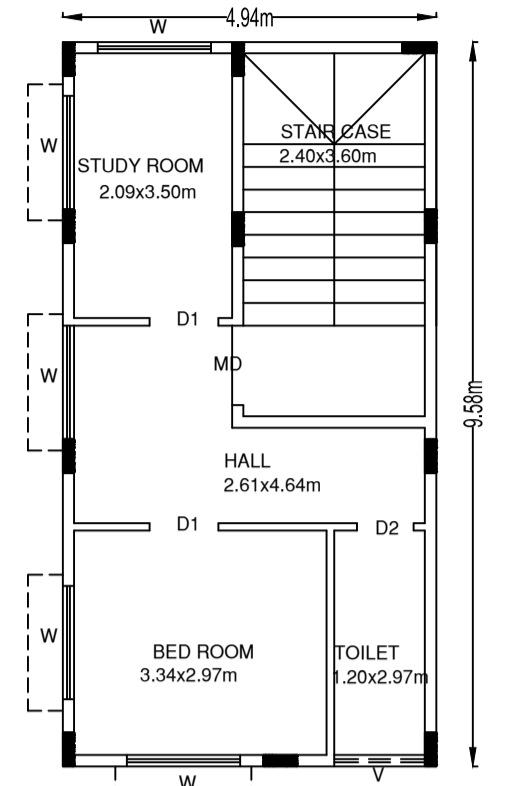 4.94m
W
W
STAIR CASE
2.40x3.60m
STUDY ROOM
2.09x3.50m
D1
MD
W
9.58m
HALL
2.61x4.64m
D1
D2
W
BED ROOM
3.34x2.97m
TOILET
1.20x2.97m
W
V